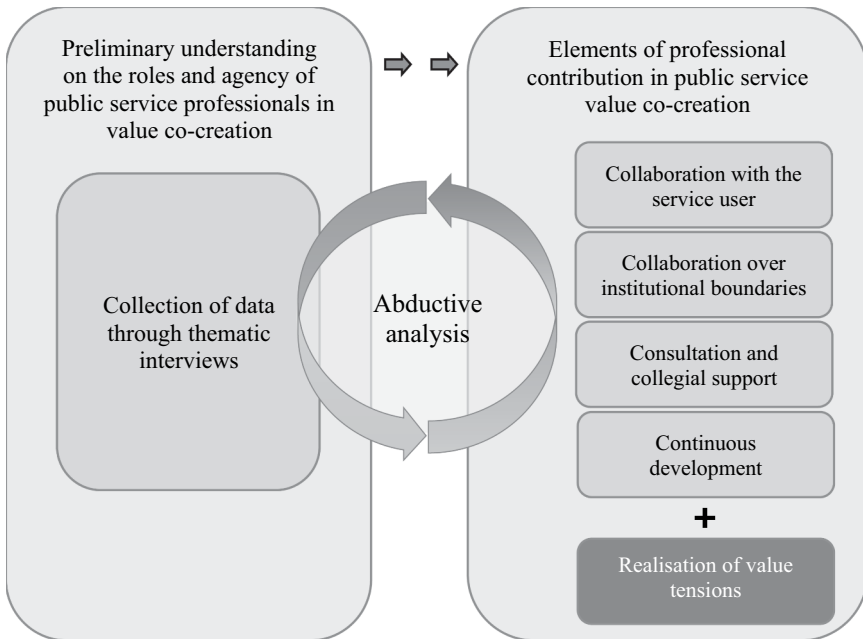 Preliminary understanding
on the roles and agency of
public service professionals in
value co-creation
Collection of data
through thematic
interviews
Abductive
analysis
Elements of professional
contribution in public service
value co-creation
Collaboration with the
service user
Collaboration over
institutional boundaries
Consultation and
collegial support
Continuous
development
+
Realisation of value
tensions